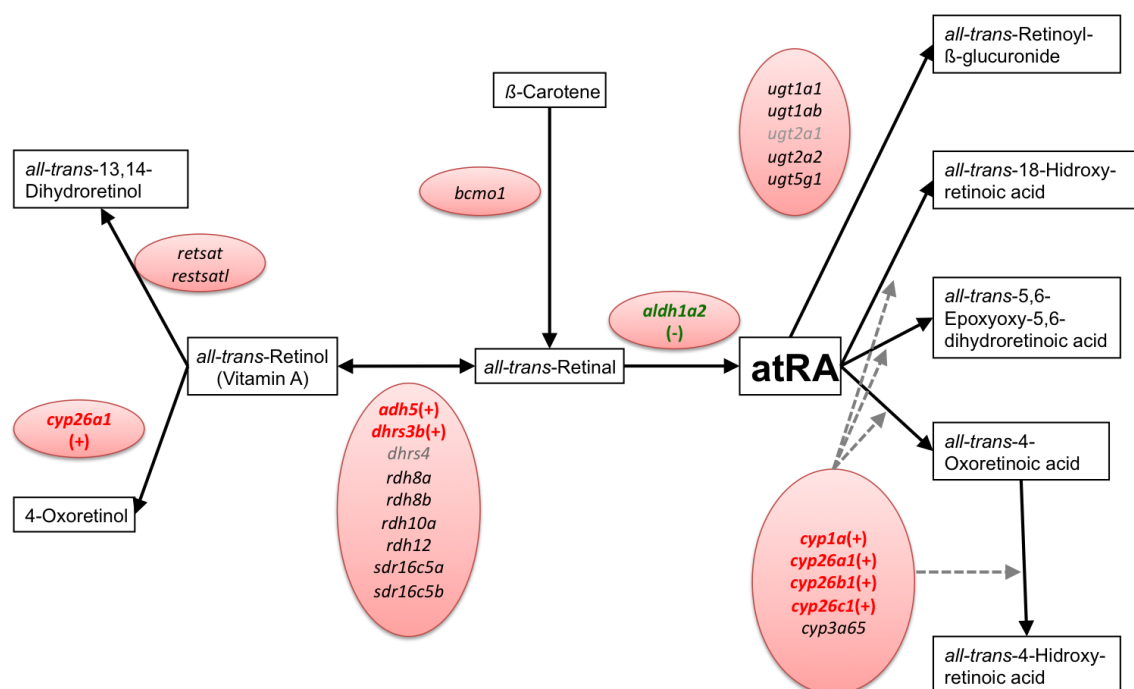 all-trans-Retinoyl-
ß-glucuronide
ß-Carotene
ugt1a1
ugt1ab
ugt2a1
ugt2a2
ugt5g1
all-trans-13,14-
Dihydroretinol
bcmo1
all-trans-18-Hidroxy-
retinoic acid
retsat
restsatl
aldh1a2
(-)
all-trans-5,6-
Epoxyoxy-5,6-
dihydroretinoic acid
all-trans-Retinol
(Vitamin A)
all-trans-Retinal
atRA
cyp26a1
(+)
adh5(+)
dhrs3b(+)
dhrs4
rdh8a
rdh8b
rdh10a
rdh12
sdr16c5a
sdr16c5b
all-trans-4-
Oxoretinoic acid
4-Oxoretinol
cyp1a(+)
cyp26a1(+)
cyp26b1(+)
cyp26c1(+)
cyp3a65
all-trans-4-Hidroxy-
retinoic acid